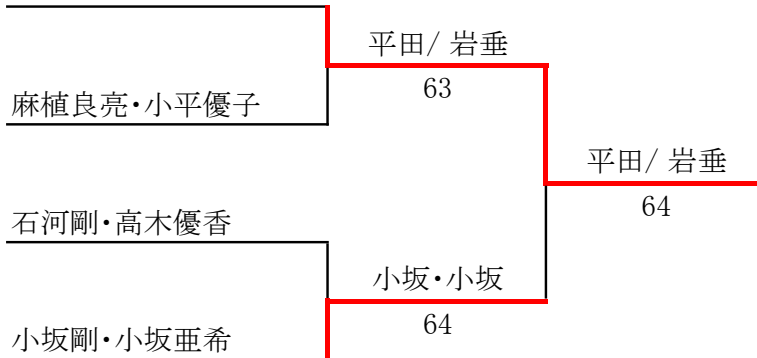 平田/ 岩垂
63
麻植良亮・小平優子
平田/ 岩垂
64
石河剛・高木優香
小坂・小坂
64
小坂剛・小坂亜希